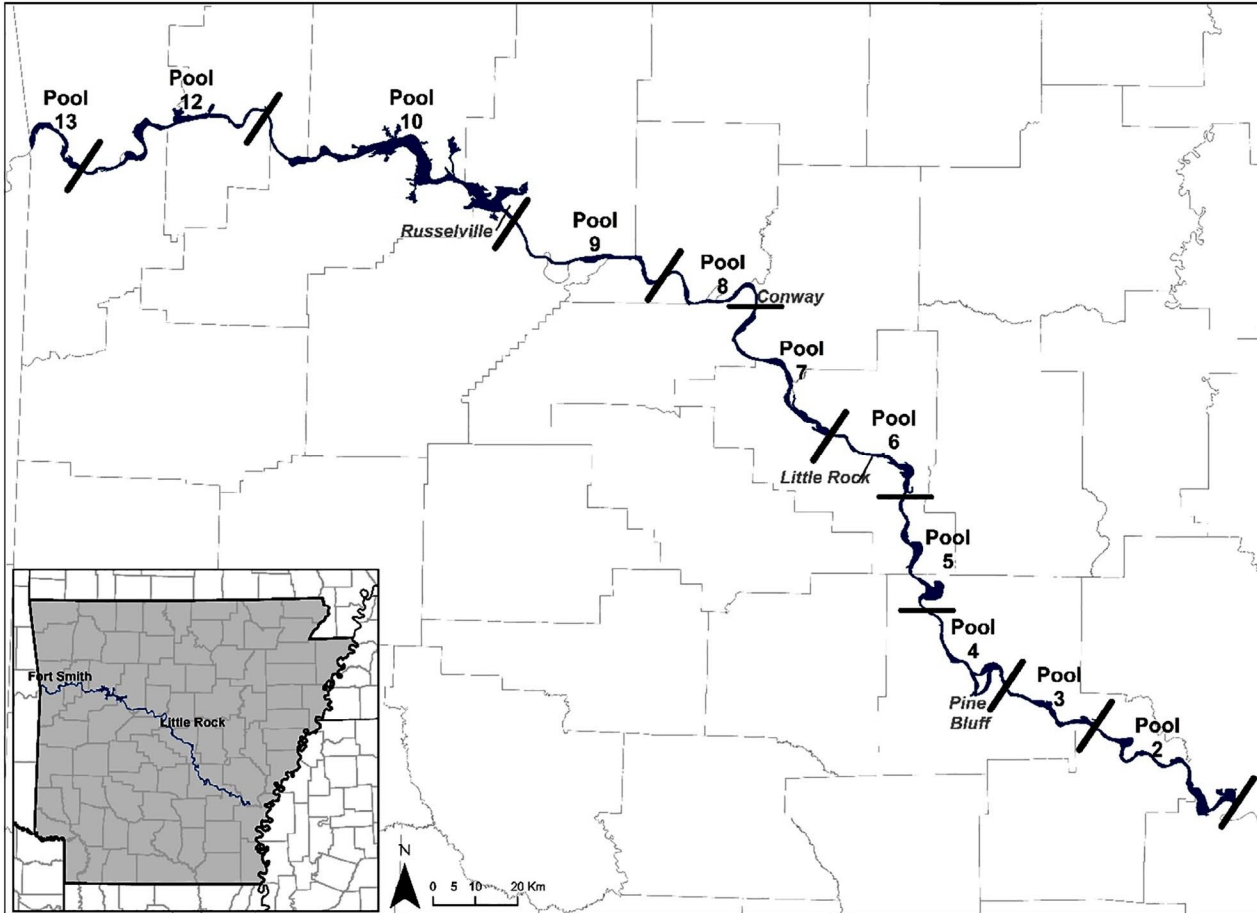 Pool
13
Pool
12
Pool
10
Russelville
Pool
9
Pool
8
Conway
Pool
7
Pool
6
Little Rock
Pool
5
Pool
4
Pine
Bluff
Pool
3
Pool
2
Fort Smith
Little Rock
N
0 5 10 20 Km